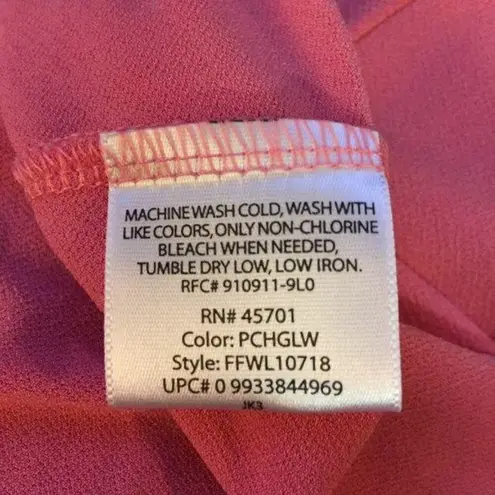 MACHINE WASH COLD, WASH WITH
LIKE COLORS, ONLY NON-CHLORINE
BLEACH WHEN NEEDED,
TUMBLE DRY LOW, LOW IRON.
RFC# 910911-9L0
RN# 45701
Color: PCHGLW
Style: FFWL10718
UPC# 0 9933844969
JK3